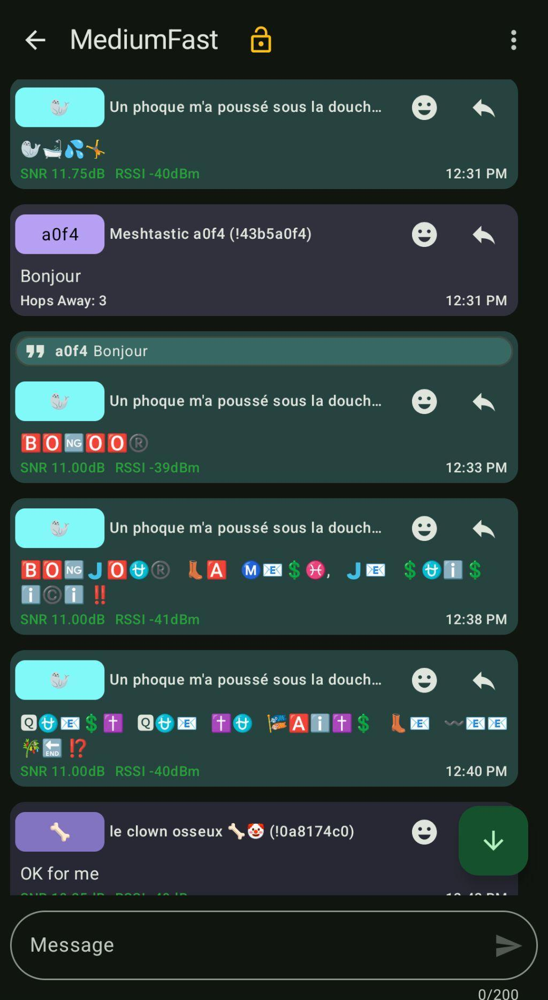 MediumFast
🦭 Un phoque m'a poussé sous la douch…
🦭🛁💦🤸
SNR 11.75dB RSSI -40dBm 12:31 PM
a0f4 Meshtastic a0f4 (!43b5a0f4)
Bonjour
Hops Away: 3 12:31 PM
a0f4 Bonjour
🦭 Un phoque m'a poussé sous la douch…
🅱️🅾️🆖🅾️🅾️®️
SNR 11.00dB RSSI -39dBm 12:33 PM
🦭 Un phoque m'a poussé sous la douch…
🅱️🅾️🆖🇯🅾️⛎®️ 👢🅰️ Ⓜ️📧💲♓, 🇯📧 💲⛎ℹ️💲
ℹ️©️ℹ️ ‼️
SNR 11.00dB RSSI -41dBm 12:38 PM
🦭 Un phoque m'a poussé sous la douch…
🆀⛎📧💲✝️ 🆀⛎📧 ✝️⛎ 🎏🅰️ℹ️✝️💲 👢📧 〰️📧📧
🎋🔚 ⁉️
SNR 11.00dB RSSI -40dBm 12:40 PM
🦴 le clown osseux 🦴🤡 (!0a8174c0)
OK for me
Message
0/200